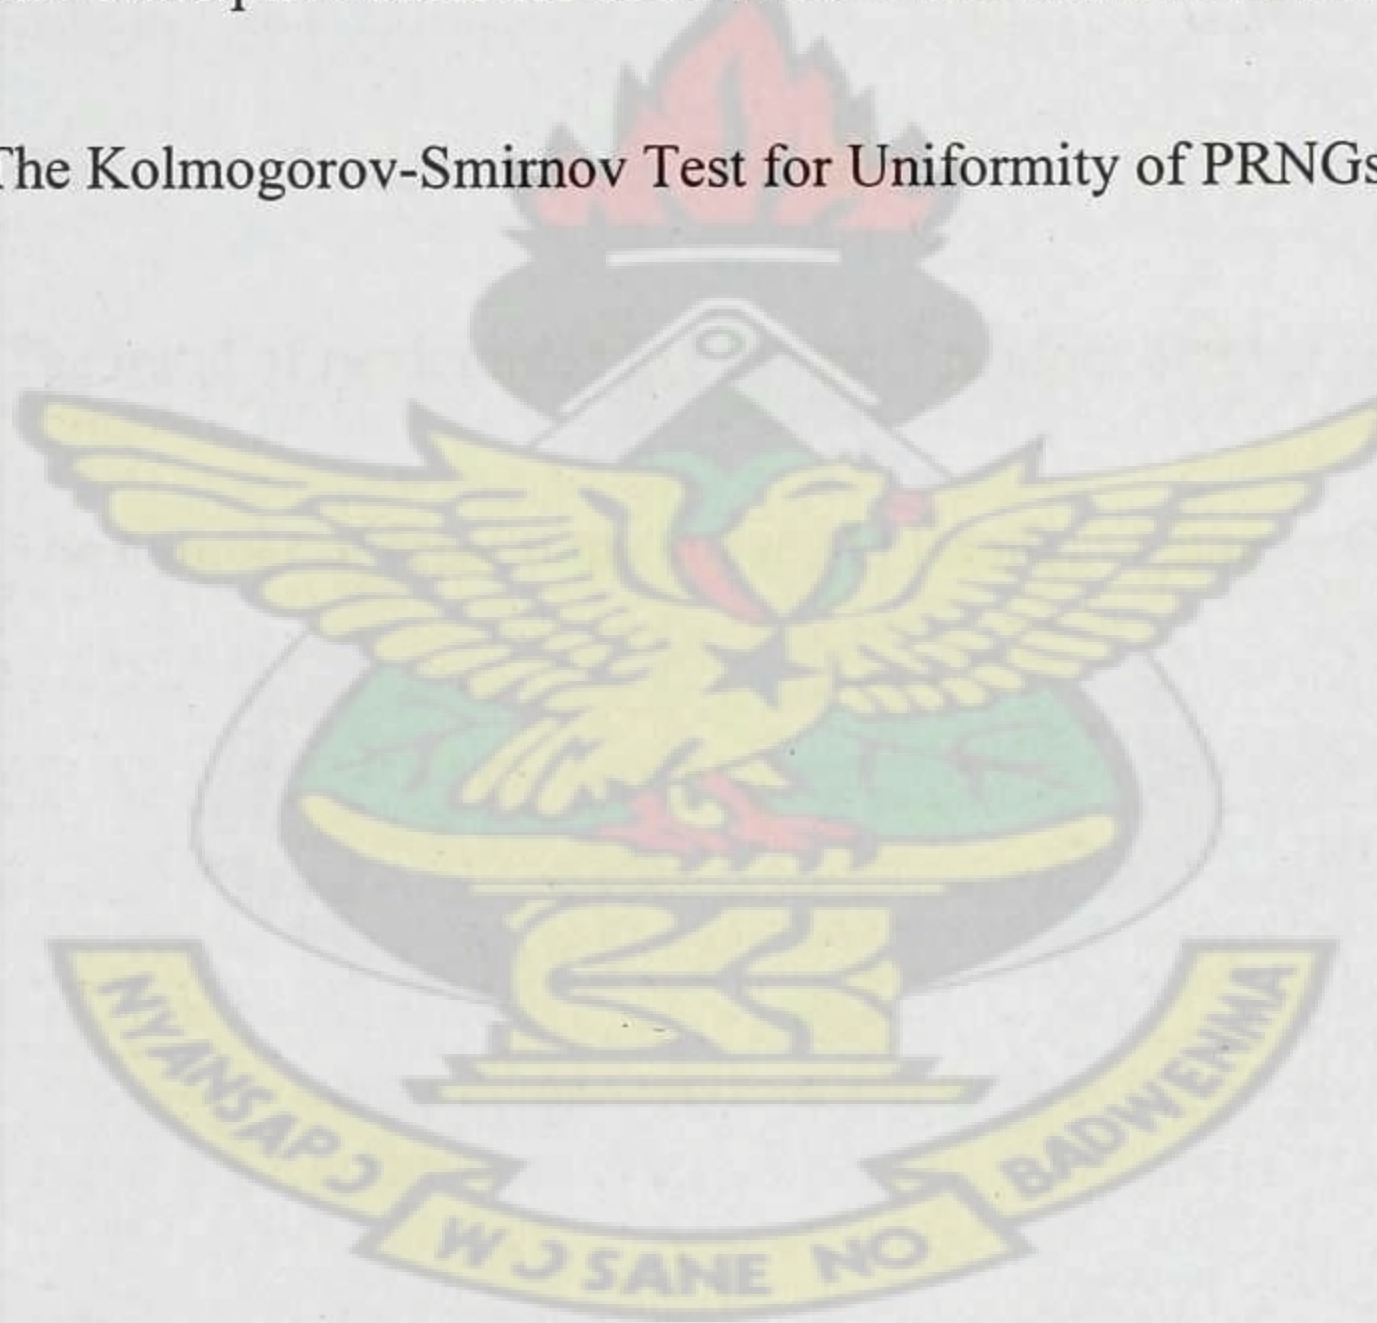 The Kolmogorov-Smirnov Test for Uniformity of PRNGs
NYANSAPƆ
WƆSANE NO
BADWENMA